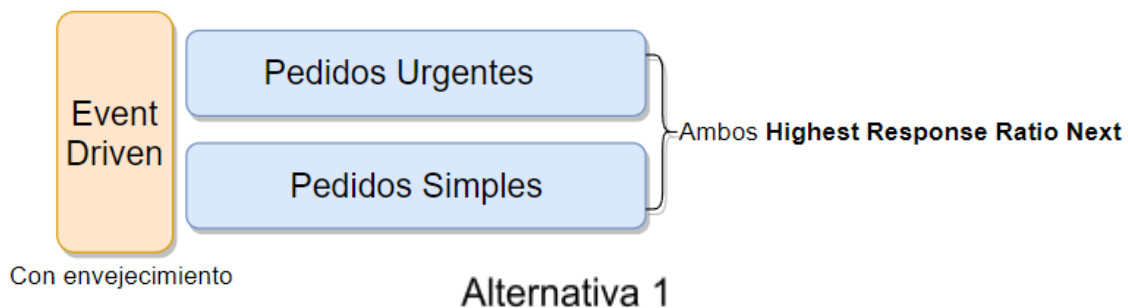 Event
Driven
Pedidos Urgentes
Pedidos Simples
Ambos Highest Response Ratio Next
Con envejecimiento
Alternativa 1